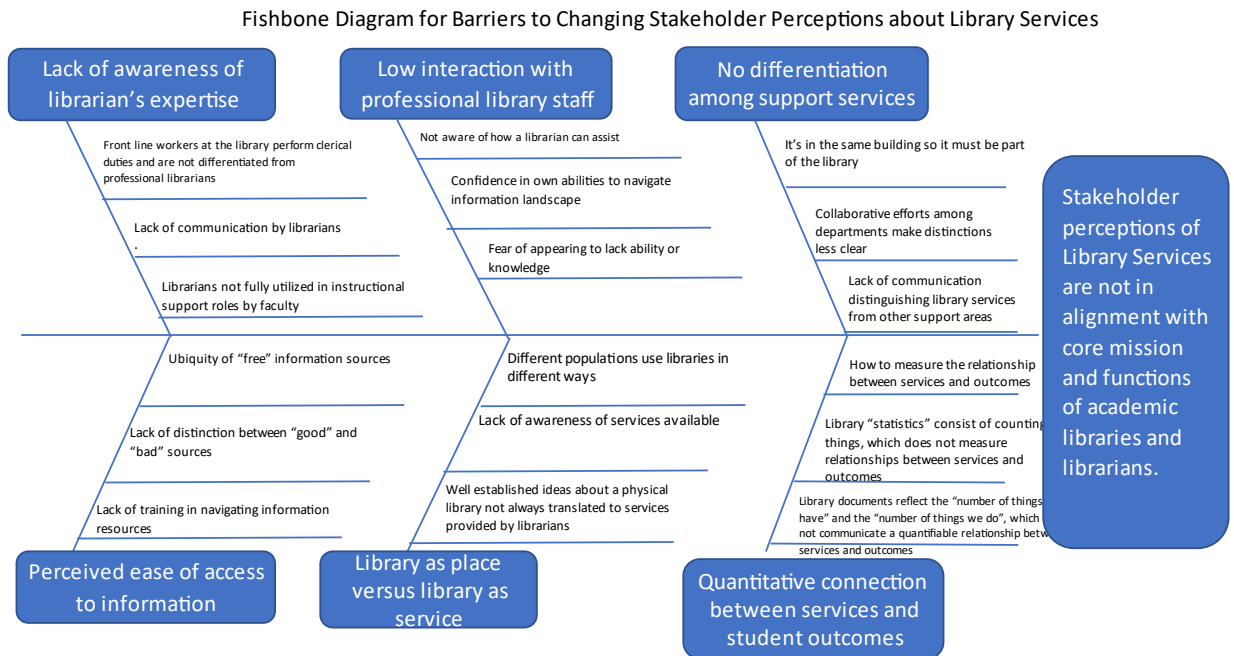 Fishbone Diagram for Barriers to Changing Stakeholder Perceptions about Library Services
Lack of awareness of
librarian's expertise
Low interaction with
professional library staff
No differentiation
among support services
Front line workers at the library perform clerical
duties and are not differentiated from
professional librarians
Lack of communication by librarians
.
Librarians not fully utilized in instructional
support roles by faculty
Not aware of how a librarian can assist
Confidence in own abilities to navigate
information landscape
Fear of appearing to lack ability or
knowledge
It's in the same building so it must be part
of the library
Collaborative efforts among
departments make distinctions
less clear
Lack of communication
distinguishing library services
from other support areas
Stakeholder
perceptions of
Library Services
are not in
alignment with
core mission
and functions
of academic
libraries and
librarians.
Ubiquity of “free” information sources
Lack of distinction between “good” and
“bad” sources
Lack of training in navigating information
resources
Different populations use libraries in
different ways
Lack of awareness of services available
Well established ideas about a physical
library not always translated to services
provided by librarians
How to measure the relationship
between services and outcomes
Library “statistics” consist of counting
things, which does not measure
relationships between services and
outcomes
Library documents reflect the “number of things
have” and the “number of things we do”, which
not communicate a quantifiable relationship betw
services and outcomes
Perceived ease of access
to information
Library as place
versus library as
service
Quantitative connection
between services and
student outcomes